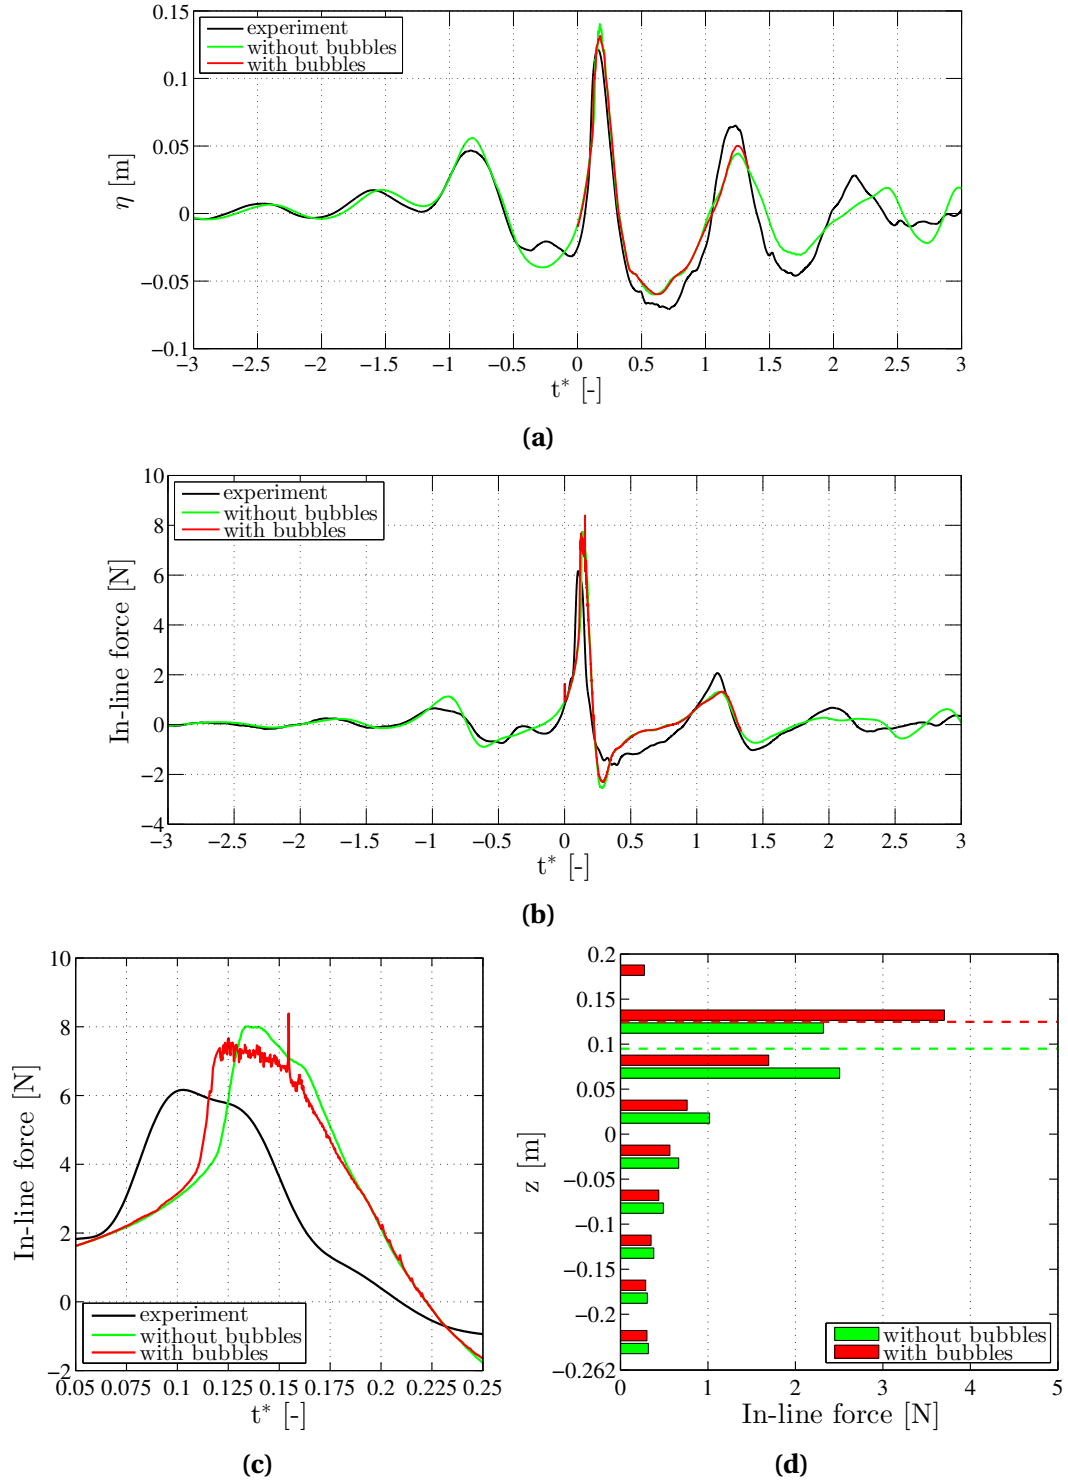 0.15
0.1
0.05
0
−0.05
−0.1
η [m]
experiment
without bubbles
with bubbles
−3 −2.5 −2 −1.5 −1 −0.5 0 0.5 1 1.5 2 2.5 3
t* [-]
(a)
10
8
6
4
2
0
−2
−4
In-line force [N]
experiment
without bubbles
with bubbles
−3 −2.5 −2 −1.5 −1 −0.5 0 0.5 1 1.5 2 2.5 3
t* [-]
(b)
10
8
6
4
2
0
−2
In-line force [N]
experiment
without bubbles
with bubbles
0.05 0.075 0.1 0.125 0.15 0.175 0.2 0.225 0.25
t* [-]
(c)
0.2
0.15
0.1
0.05
0
−0.05
−0.1
−0.15
−0.2
−0.262
z [m]
without bubbles
with bubbles
0 1 2 3 4 5
In-line force [N]
(d)